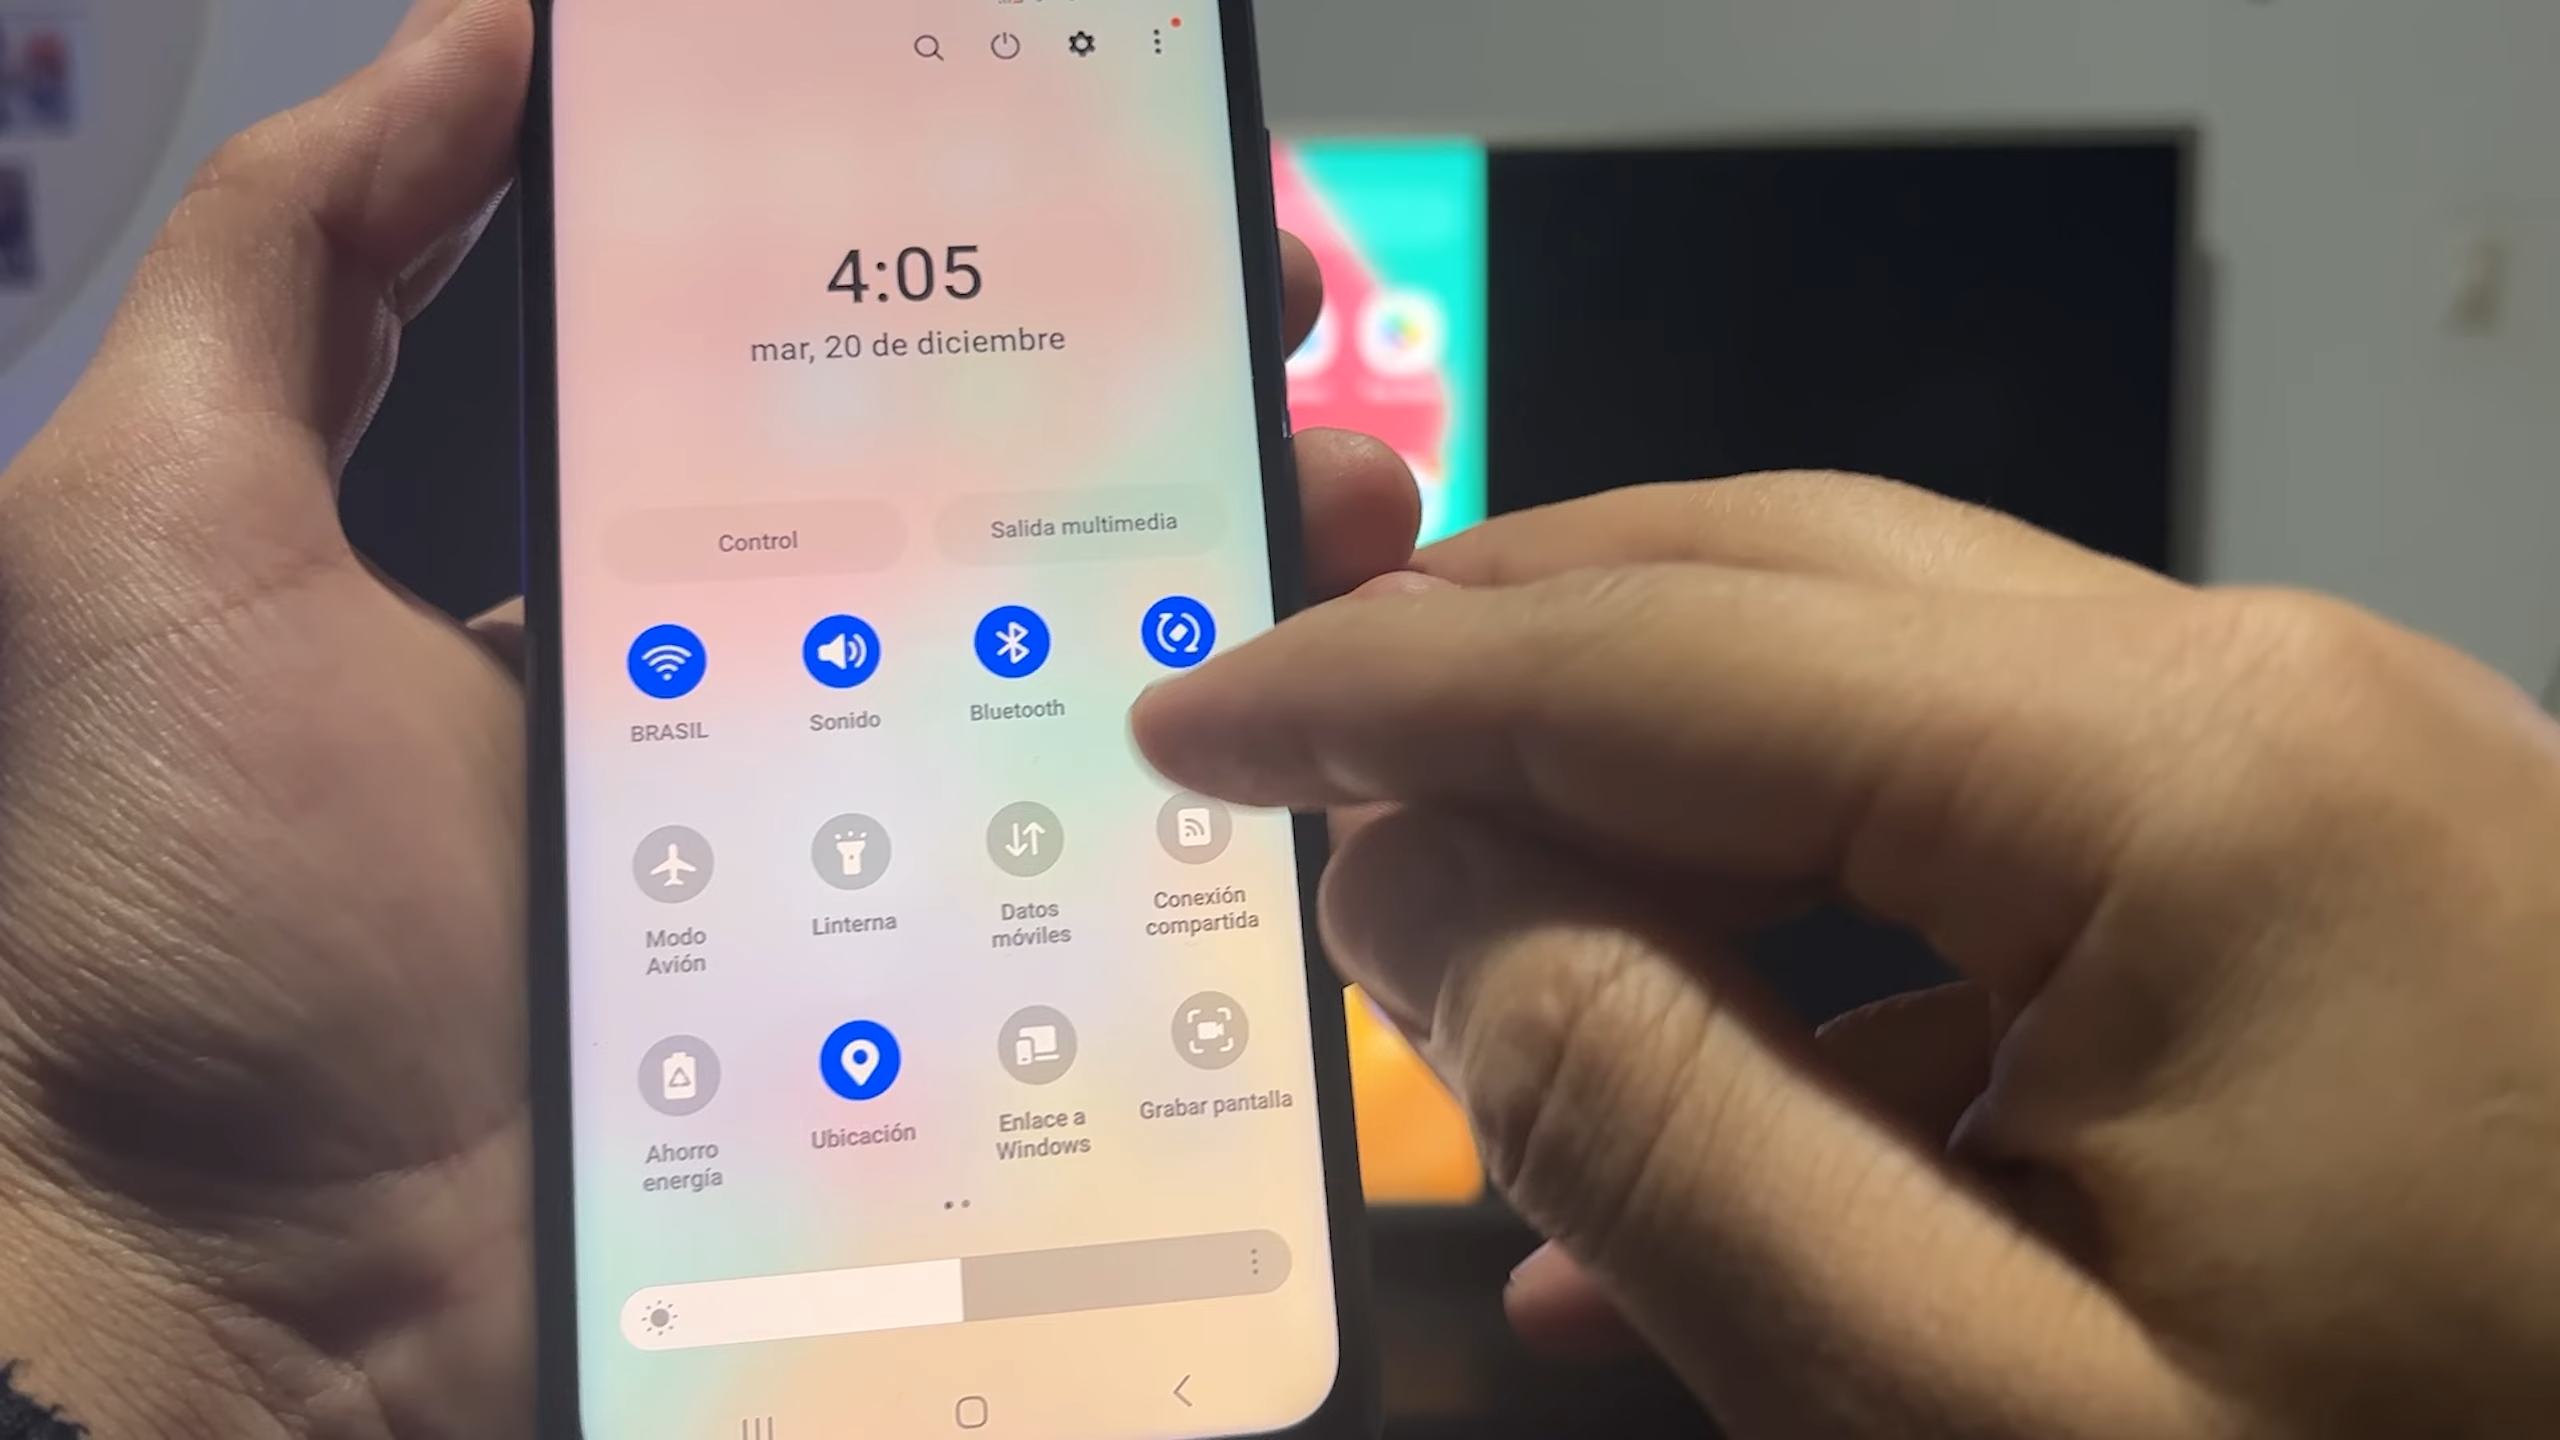 4:05
mar, 20 de diciembre
Control
Salida multimedia
BRASIL
Sonido
Bluetooth
Modo
Avión
Linterna
Datos
móviles
Conexión
compartida
Ahorro
energía
Ubicación
Enlace a
Windows
Grabar pantalla